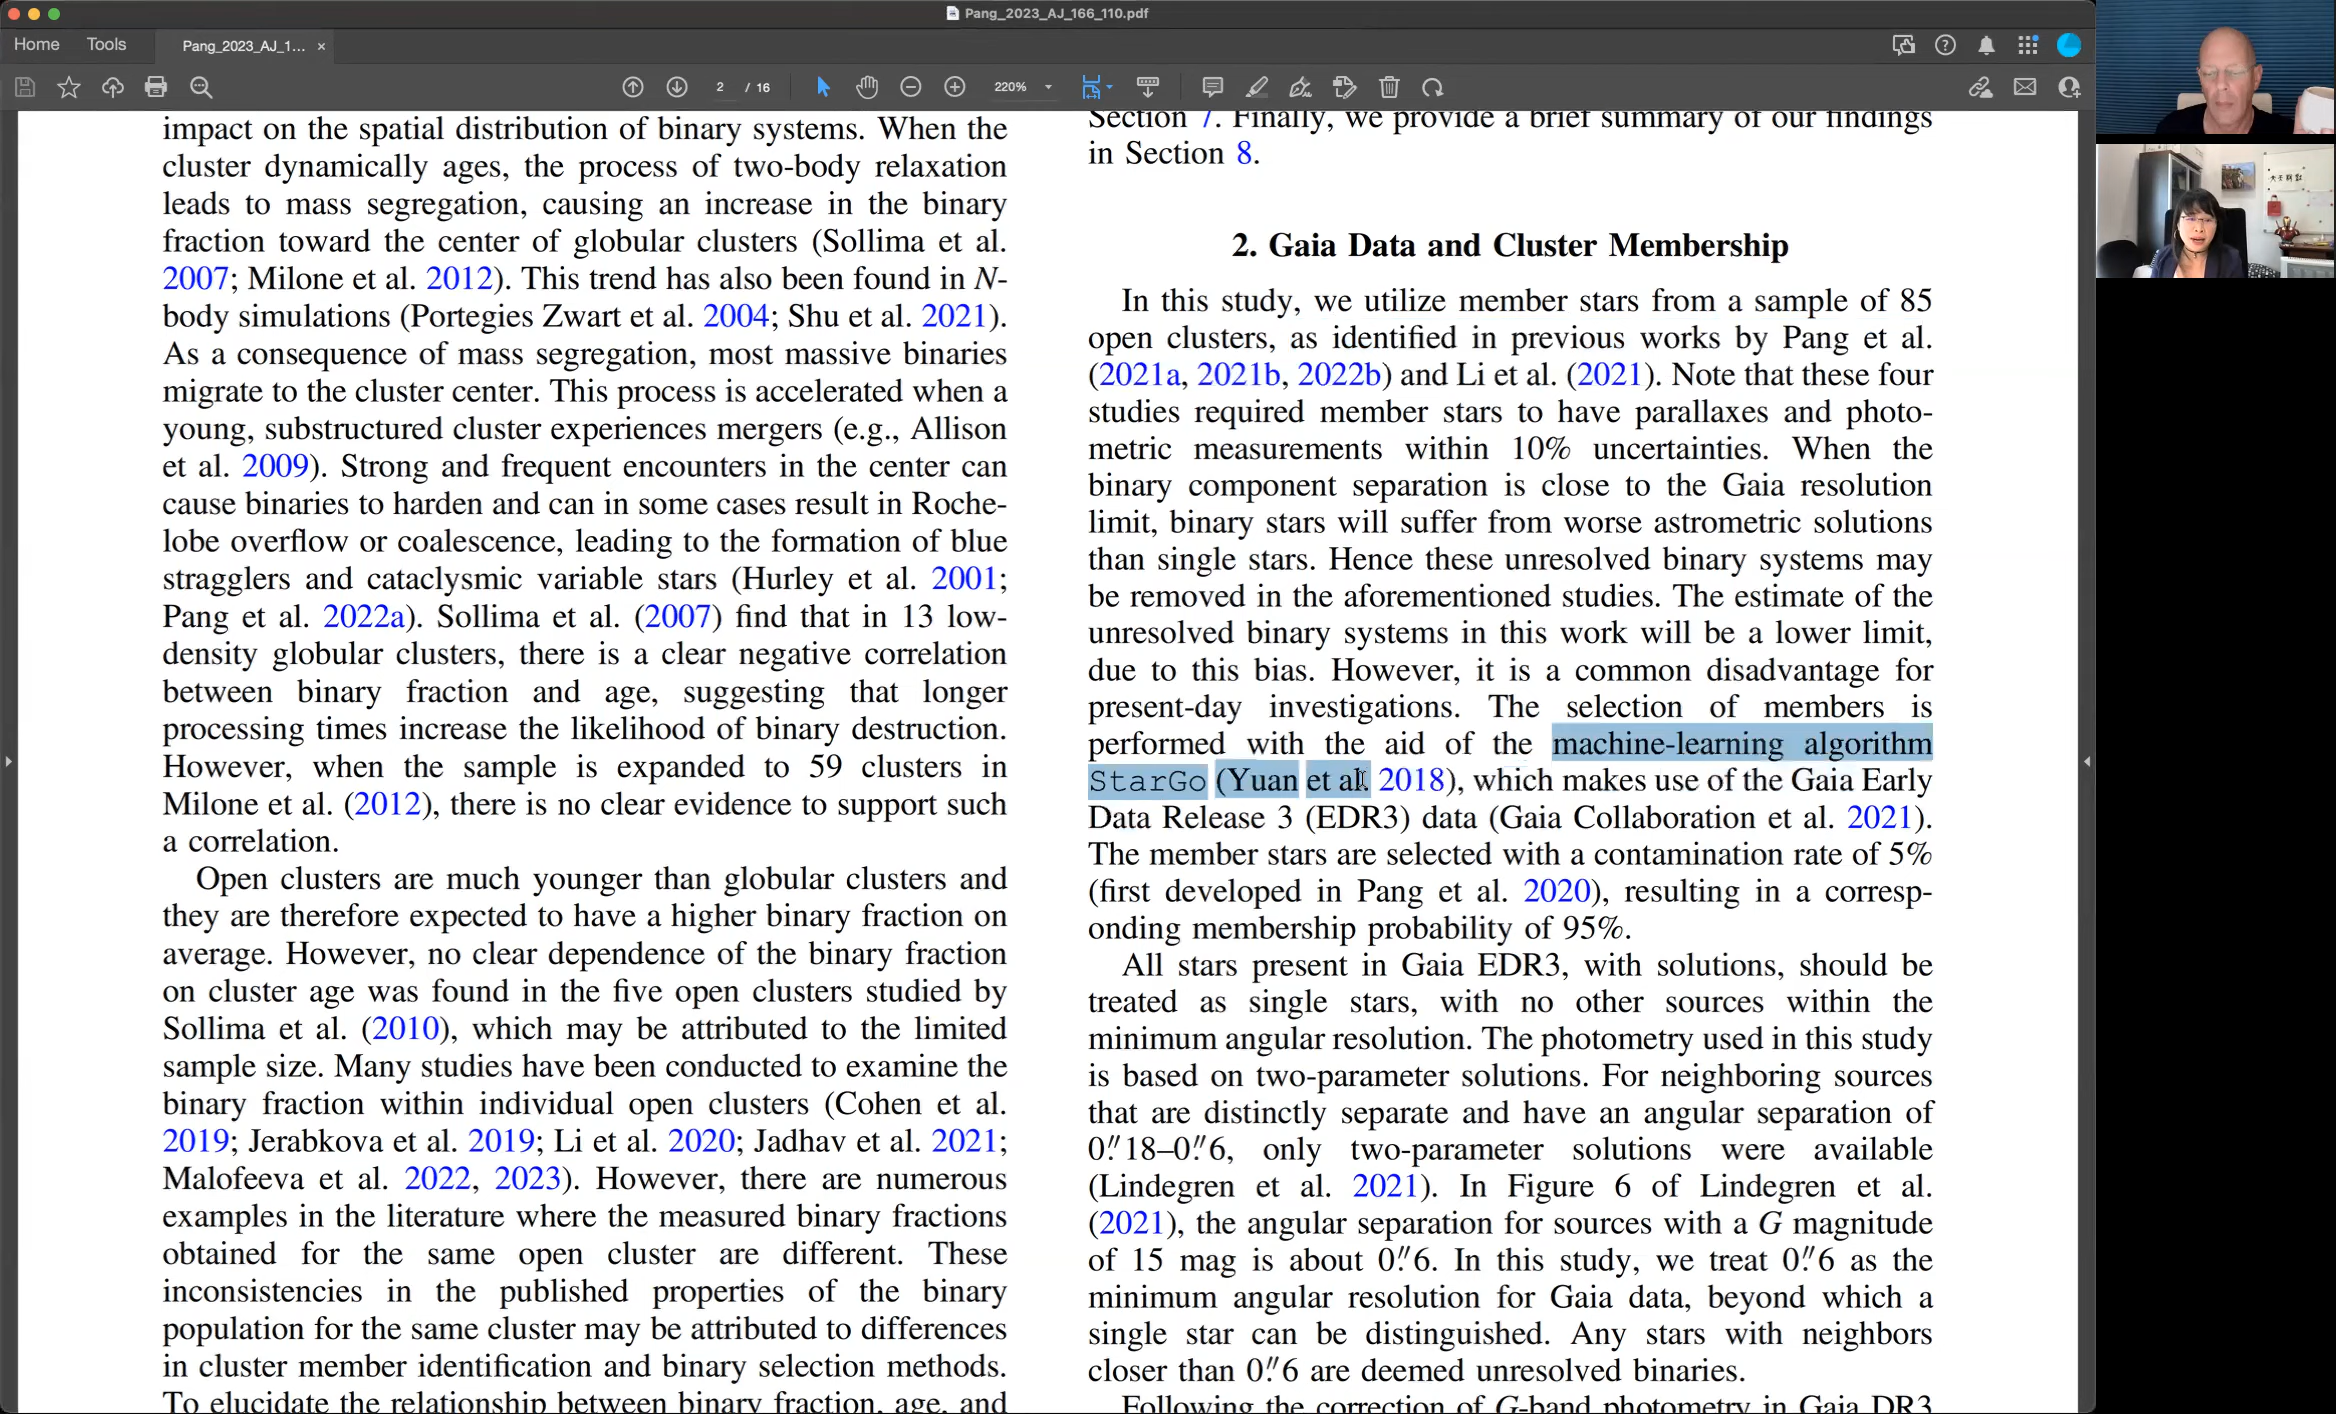 Pang_2023_AJ_166_110.pdf
Home Tools Pang_2023_AJ_1... ×
2 / 16 220%
impact on the spatial distribution of binary systems. When the
cluster dynamically ages, the process of two-body relaxation
leads to mass segregation, causing an increase in the binary
fraction toward the center of globular clusters (Sollima et al.
2007; Milone et al. 2012). This trend has also been found in N-
body simulations (Portegies Zwart et al. 2004; Shu et al. 2021).
As a consequence of mass segregation, most massive binaries
migrate to the cluster center. This process is accelerated when a
young, substructured cluster experiences mergers (e.g., Allison
et al. 2009). Strong and frequent encounters in the center can
cause binaries to harden and can in some cases result in Roche-
lobe overflow or coalescence, leading to the formation of blue
stragglers and cataclysmic variable stars (Hurley et al. 2001;
Pang et al. 2022a). Sollima et al. (2007) find that in 13 low-
density globular clusters, there is a clear negative correlation
between binary fraction and age, suggesting that longer
processing times increase the likelihood of binary destruction.
However, when the sample is expanded to 59 clusters in
Milone et al. (2012), there is no clear evidence to support such
a correlation.
Open clusters are much younger than globular clusters and
they are therefore expected to have a higher binary fraction on
average. However, no clear dependence of the binary fraction
on cluster age was found in the five open clusters studied by
Sollima et al. (2010), which may be attributed to the limited
sample size. Many studies have been conducted to examine the
binary fraction within individual open clusters (Cohen et al.
2019; Jerabkova et al. 2019; Li et al. 2020; Jadhav et al. 2021;
Malofeeva et al. 2022, 2023). However, there are numerous
examples in the literature where the measured binary fractions
obtained for the same open cluster are different. These
inconsistencies in the published properties of the binary
population for the same cluster may be attributed to differences
in cluster member identification and binary selection methods.
To elucidate the relationship between binary fraction, age, and
Section 7. Finally, we provide a brief summary of our findings
in Section 8.
2. Gaia Data and Cluster Membership
In this study, we utilize member stars from a sample of 85
open clusters, as identified in previous works by Pang et al.
(2021a, 2021b, 2022b) and Li et al. (2021). Note that these four
studies required member stars to have parallaxes and photo-
metric measurements within 10% uncertainties. When the
binary component separation is close to the Gaia resolution
limit, binary stars will suffer from worse astrometric solutions
than single stars. Hence these unresolved binary systems may
be removed in the aforementioned studies. The estimate of the
unresolved binary systems in this work will be a lower limit,
due to this bias. However, it is a common disadvantage for
present-day investigations. The selection of members is
performed with the aid of the machine-learning algorithm
StarGo (Yuan et al. 2018), which makes use of the Gaia Early
Data Release 3 (EDR3) data (Gaia Collaboration et al. 2021).
The member stars are selected with a contamination rate of 5%
(first developed in Pang et al. 2020), resulting in a corresp-
onding membership probability of 95%.
All stars present in Gaia EDR3, with solutions, should be
treated as single stars, with no other sources within the
minimum angular resolution. The photometry used in this study
is based on two-parameter solutions. For neighboring sources
that are distinctly separate and have an angular separation of
0.″18–0.″6, only two-parameter solutions were available
(Lindegren et al. 2021). In Figure 6 of Lindegren et al.
(2021), the angular separation for sources with a G magnitude
of 15 mag is about 0.″6. In this study, we treat 0.″6 as the
minimum angular resolution for Gaia data, beyond which a
single star can be distinguished. Any stars with neighbors
closer than 0.″6 are deemed unresolved binaries.
Following the correction of G-band photometry in Gaia DR3